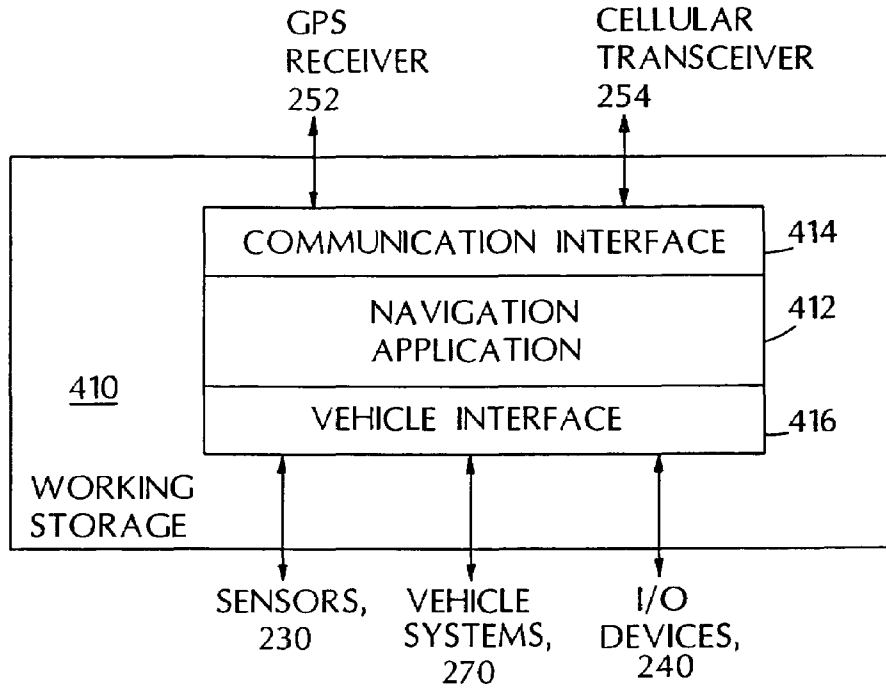 GPS
RECEIVER
252
CELLULAR
TRANSCEIVER
254
COMMUNICATION INTERFACE
414
NAVIGATION
APPLICATION
412
410
VEHICLE INTERFACE
416
WORKING
STORAGE
SENSORS,
230
VEHICLE
SYSTEMS,
270
I/O
DEVICES,
240